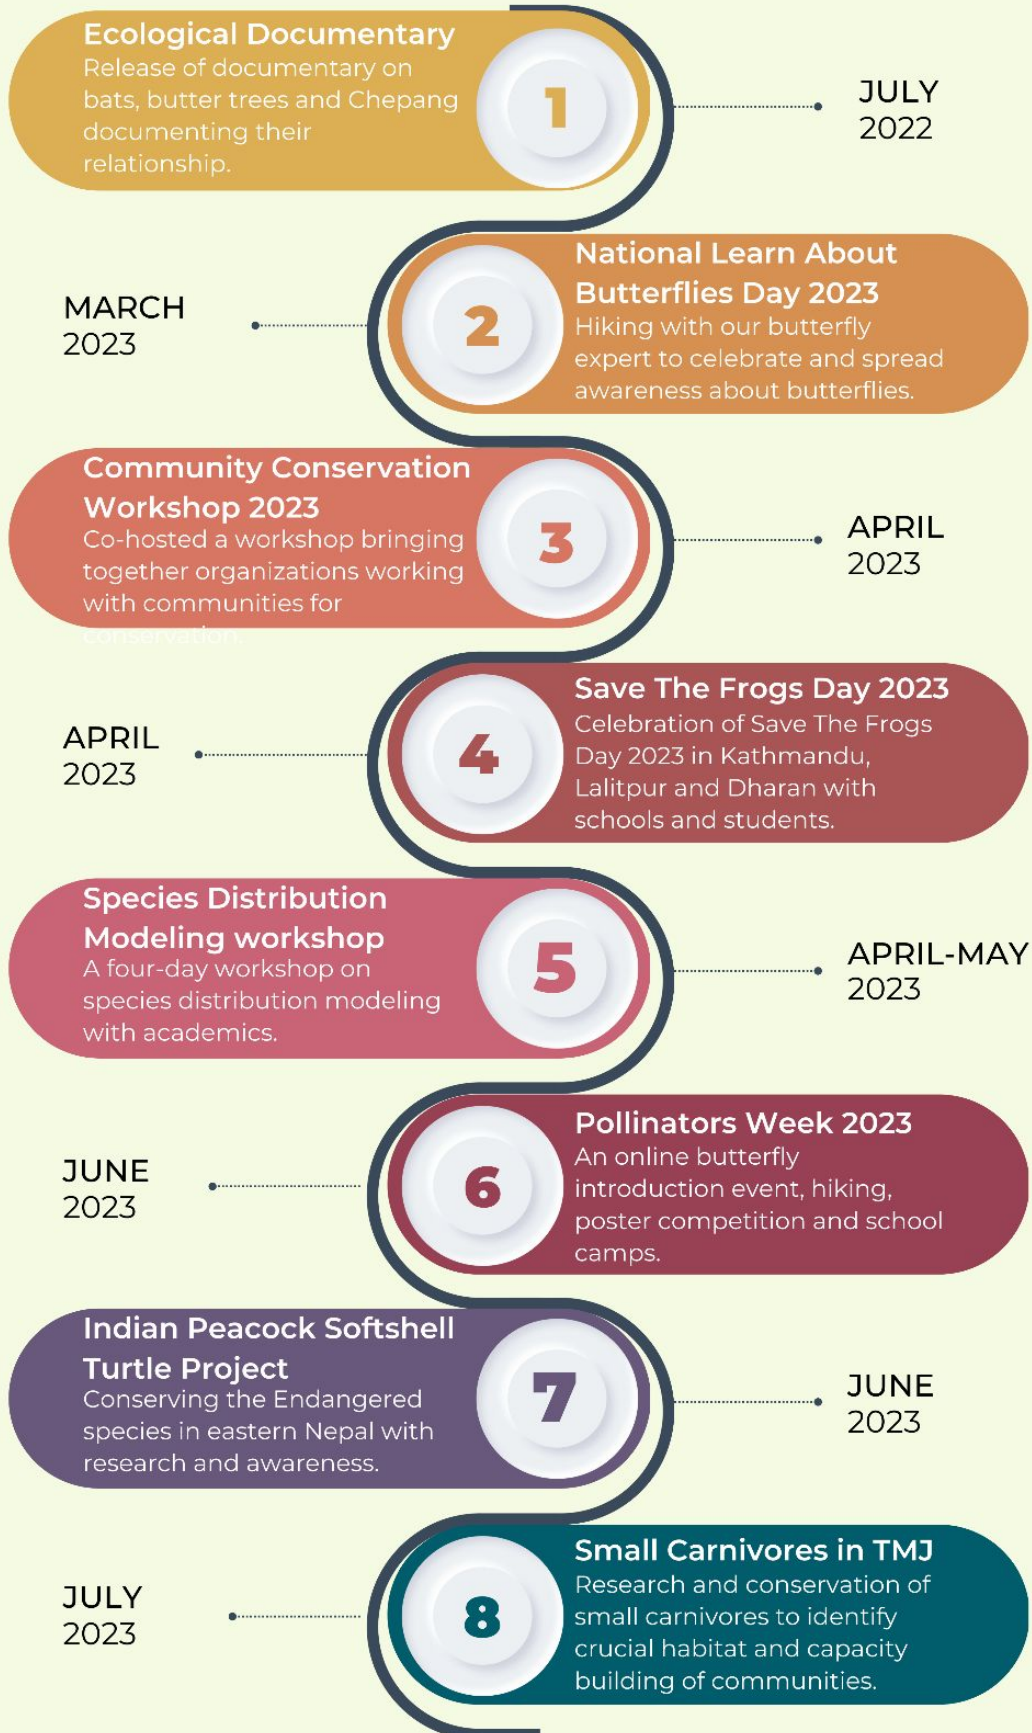 Ecological Documentary
Release of documentary on
bats, butter trees and Chepang
documenting their
relationship.
1
JULY
2022
MARCH
2023
2
National Learn About
Butterflies Day 2023
Hiking with our butterfly
expert to celebrate and spread
awareness about butterflies.
Community Conservation
Workshop 2023
Co-hosted a workshop bringing
together organizations working
with communities for
conservation.
3
APRIL
2023
APRIL
2023
4
Save The Frogs Day 2023
Celebration of Save The Frogs
Day 2023 in Kathmandu,
Lalitpur and Dharan with
schools and students.
Species Distribution
Modeling workshop
A four-day workshop on
species distribution modeling
with academics.
5
APRIL-MAY
2023
JUNE
2023
6
Pollinators Week 2023
An online butterfly
introduction event, hiking,
poster competition and school
camps.
Indian Peacock Softshell
Turtle Project
Conserving the Endangered
species in eastern Nepal with
research and awareness.
7
JUNE
2023
JULY
2023
8
Small Carnivores in TMJ
Research and conservation of
small carnivores to identify
crucial habitat and capacity
building of communities.